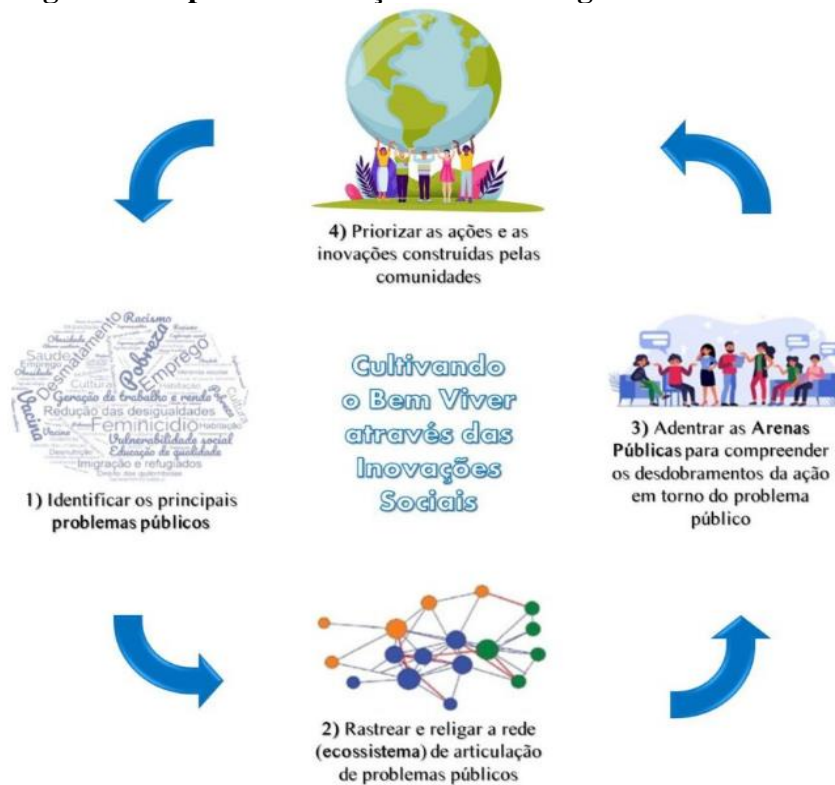 4) Priorizar as ações e as
inovações construídas pelas
comunidades
Racismo
Desmatamento
Pobreza
Emprego
Saúde
Obesidade
Cultura
Habitação
Geração de trabalho e renda
Redução das desigualdades
Vacina
Feminicídio
Vulnerabilidade social
Educação de qualidade
Imigração e refugiados
1) Identificar os principais
problemas públicos
Cultivando
o Bem Viver
através das
Inovações
Sociais
3) Adentrar as Arenas
Públicas para compreender
os desdobramentos da ação
em torno do problema
público
2) Rastrear e religar a rede
(ecossistema) de articulação
de problemas públicos